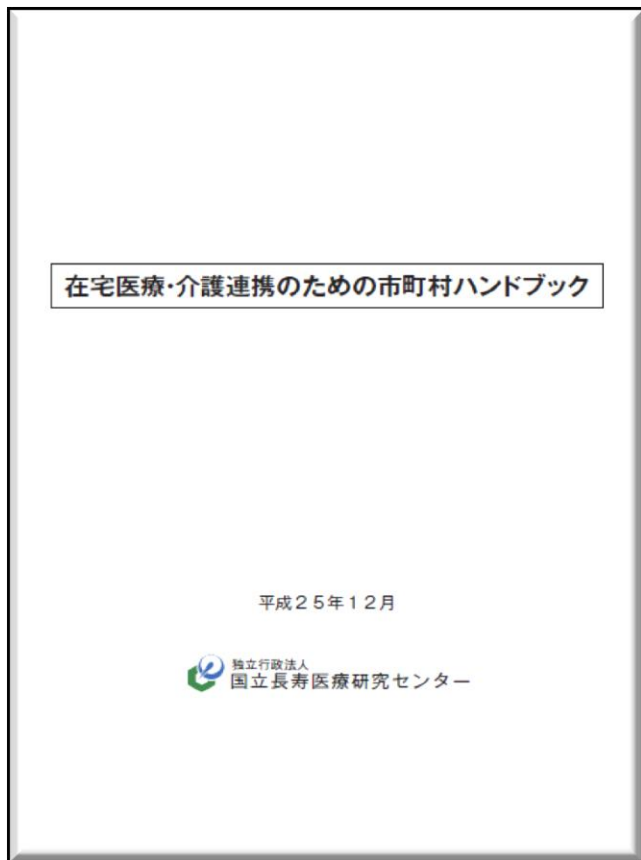 在宅医療･介護連携のための市町村ハンドブック
平成２５年１２月
独立行政法人
国立長寿医療研究センター